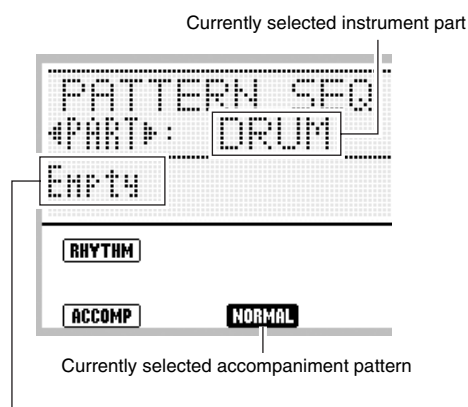 Currently selected instrument part
PATTERN SEQ
◀PART▶: DRUM
Empty
RHYTHM
ACCOMP NORMAL
Currently selected accompaniment pattern